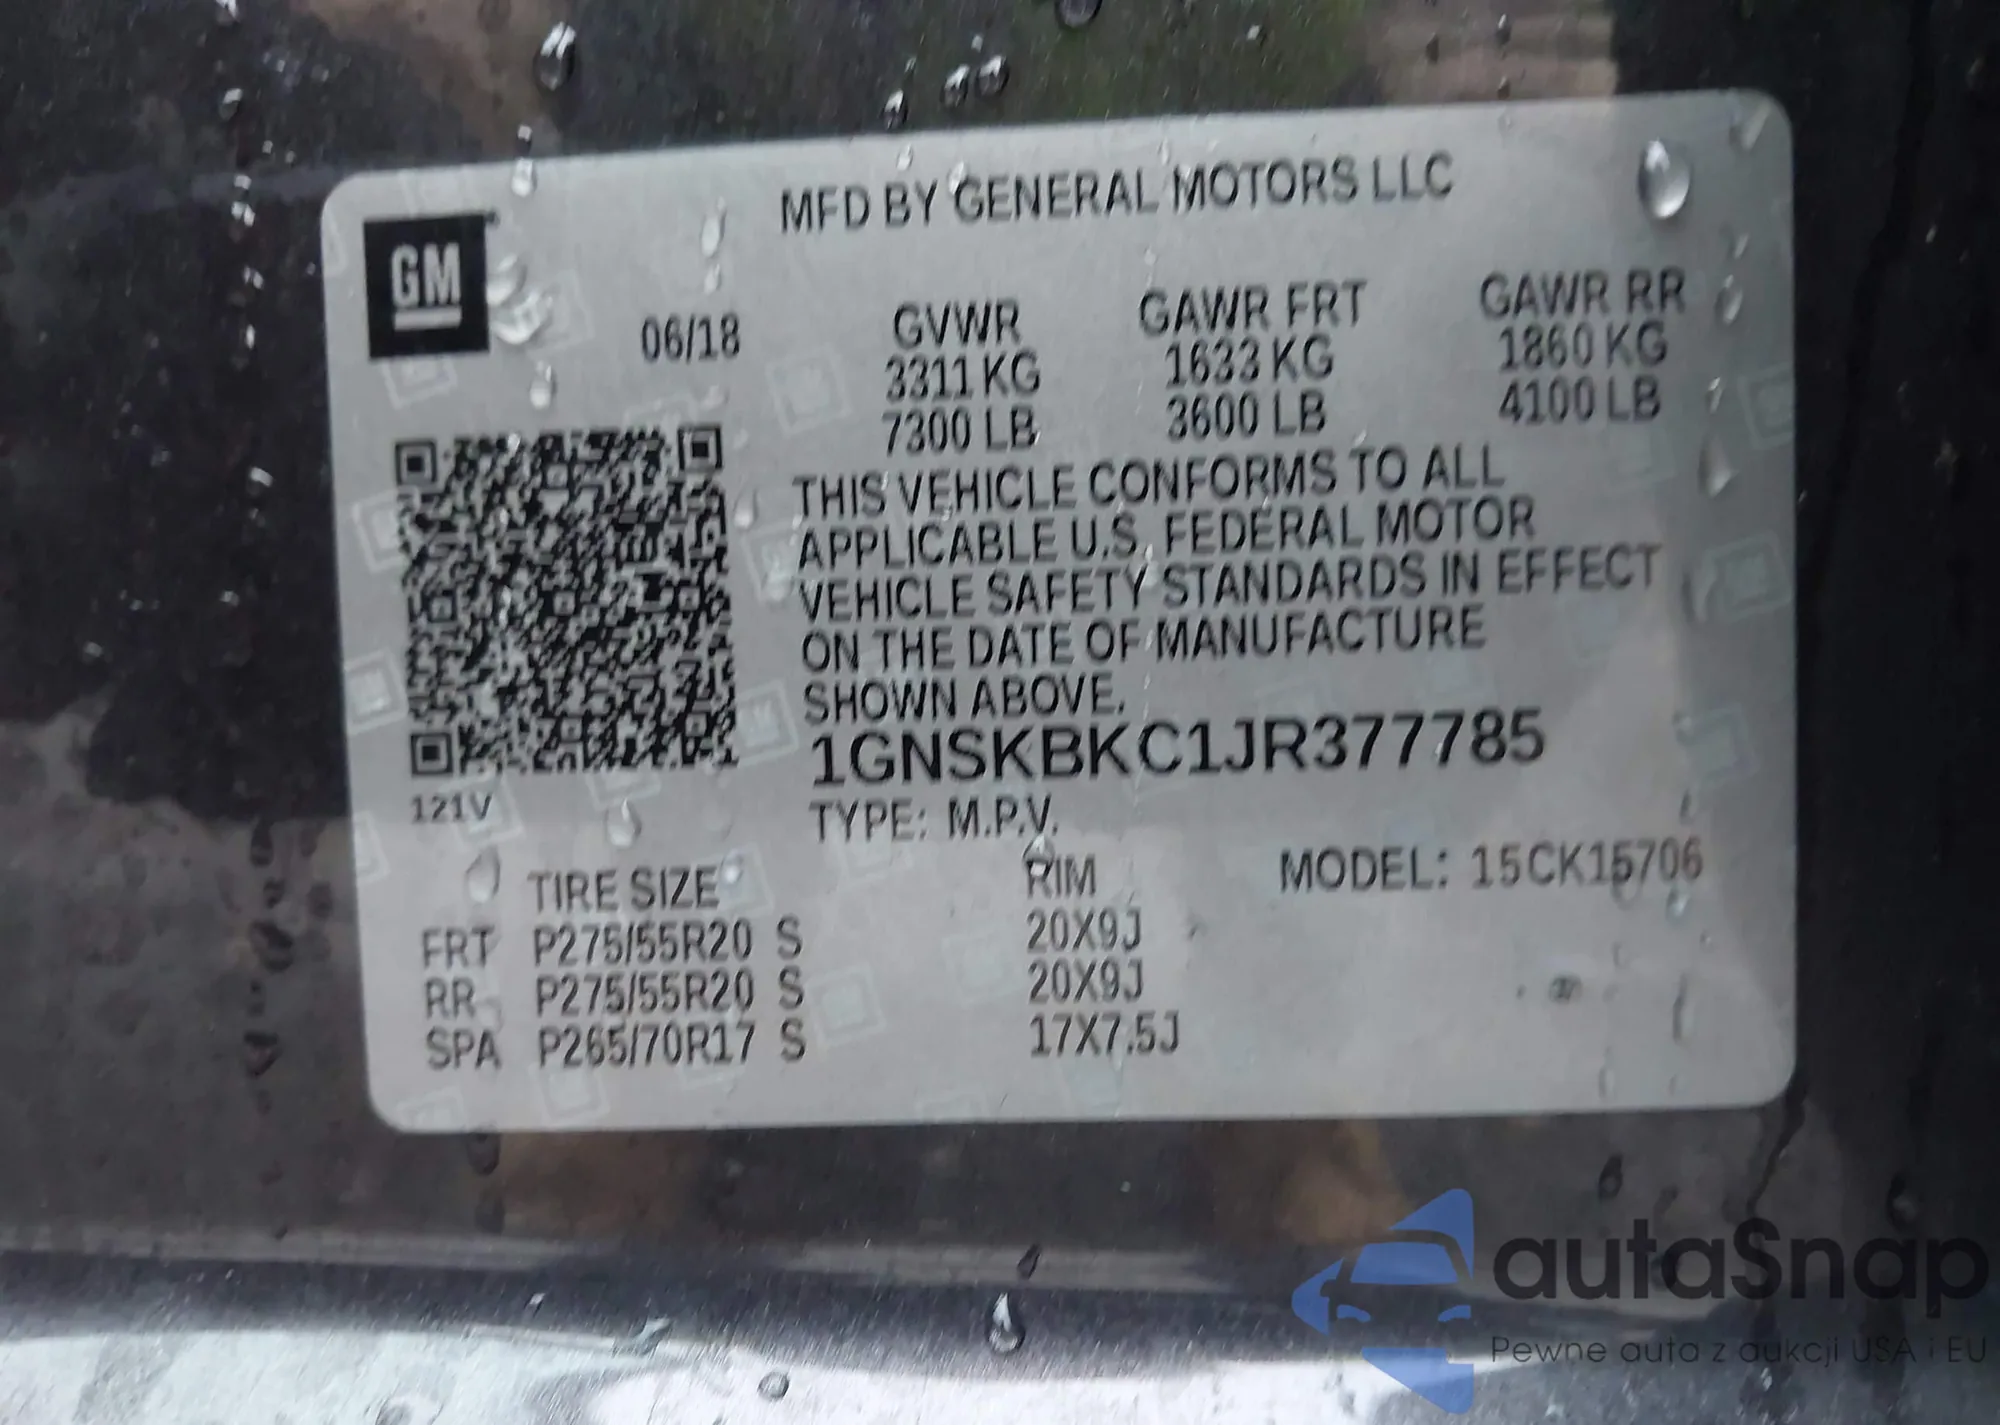 MFD BY GENERAL MOTORS LLC
GM
06/18
GVWR GAWR FRT GAWR RR
3311 KG 1633 KG 1860 KG
7300 LB 3600 LB 4100 LB
THIS VEHICLE CONFORMS TO ALL
APPLICABLE U.S. FEDERAL MOTOR
VEHICLE SAFETY STANDARDS IN EFFECT
ON THE DATE OF MANUFACTURE
SHOWN ABOVE.
1GNSKBKC1JR377785
121V
TYPE: M.P.V.
TIRE SIZE RIM MODEL: 15CK15706
FRT P275/55R20 S 20X9J
RR P275/55R20 S 20X9J
SPA P265/70R17 S 17X7.5J
autaSnap
Pewne auta z aukcji USA i EU